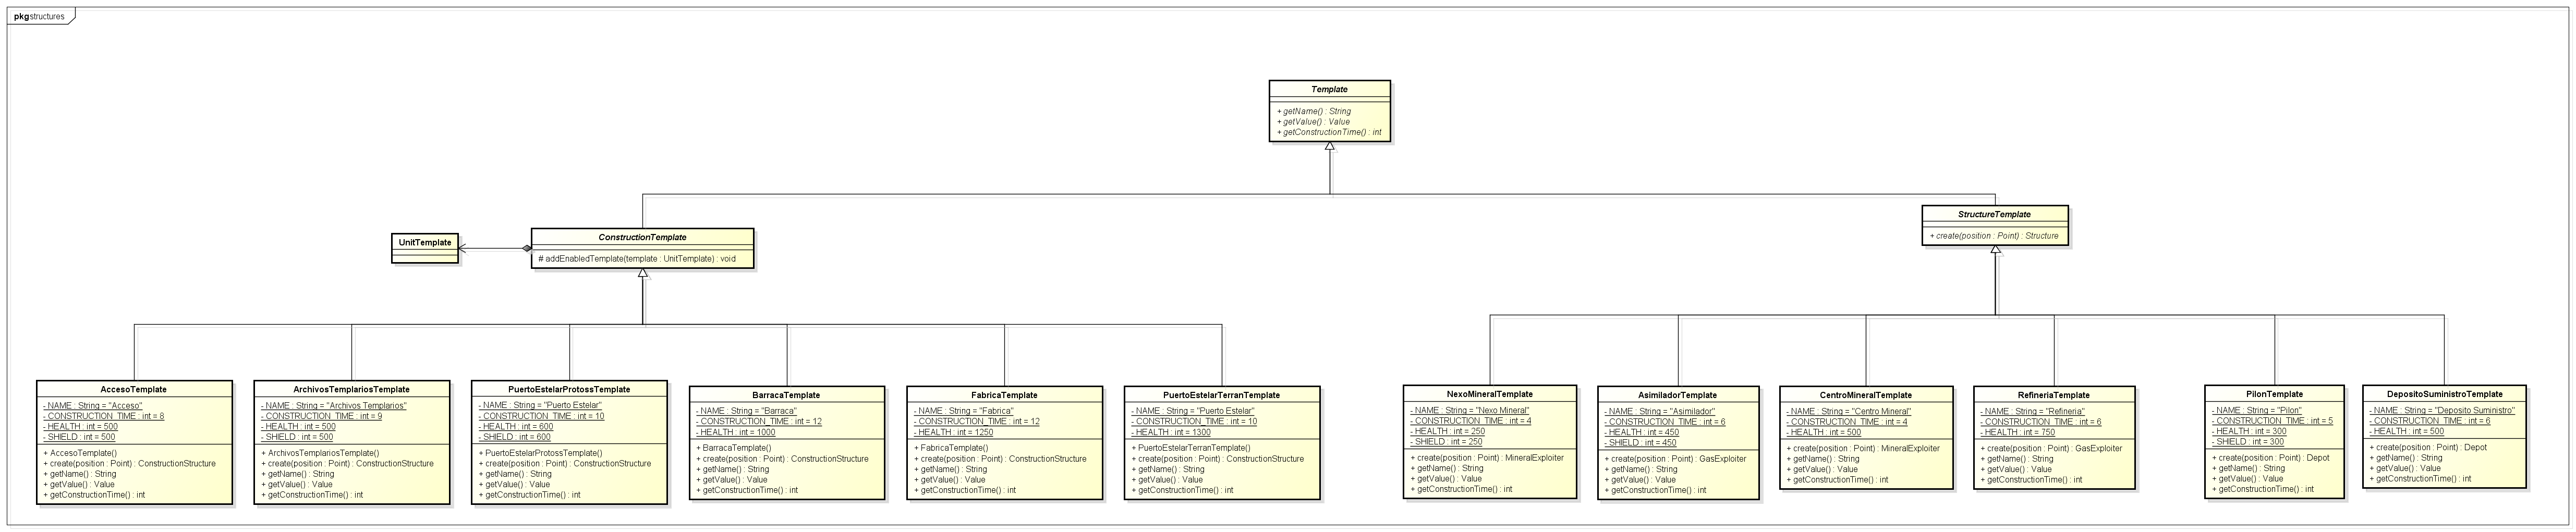 pkg structures
Template
+ getName() : String
+ getValue() : Value
+ getConstructionTime() : int
UnitTemplate
ConstructionTemplate
# addEnabledTemplate(template : UnitTemplate) : void
StructureTemplate
+ create(position : Point) : Structure
AccesoTemplate
- NAME : String = "Acceso"
- CONSTRUCTION_TIME : int = 8
- HEALTH : int = 500
- SHIELD : int = 500
+ AccesoTemplate()
+ create(position : Point) : ConstructionStructure
+ getName() : String
+ getValue() : Value
+ getConstructionTime() : int
ArchivosTemplariosTemplate
- NAME : String = "Archivos Templarios"
- CONSTRUCTION_TIME : int = 9
- HEALTH : int = 500
- SHIELD : int = 500
+ ArchivosTemplariosTemplate()
+ create(position : Point) : ConstructionStructure
+ getName() : String
+ getValue() : Value
+ getConstructionTime() : int
PuertoEstelarProtossTemplate
- NAME : String = "Puerto Estelar"
- CONSTRUCTION_TIME : int = 10
- HEALTH : int = 600
- SHIELD : int = 600
+ PuertoEstelarProtossTemplate()
+ create(position : Point) : ConstructionStructure
+ getName() : String
+ getValue() : Value
+ getConstructionTime() : int
BarracaTemplate
- NAME : String = "Barraca"
- CONSTRUCTION_TIME : int = 12
- HEALTH : int = 1000
+ BarracaTemplate()
+ create(position : Point) : ConstructionStructure
+ getName() : String
+ getValue() : Value
+ getConstructionTime() : int
FabricaTemplate
- NAME : String = "Fabrica"
- CONSTRUCTION_TIME : int = 12
- HEALTH : int = 1250
+ FabricaTemplate()
+ create(position : Point) : ConstructionStructure
+ getName() : String
+ getValue() : Value
+ getConstructionTime() : int
PuertoEstelarTerranTemplate
- NAME : String = "Puerto Estelar"
- CONSTRUCTION_TIME : int = 10
- HEALTH : int = 1300
+ PuertoEstelarTerranTemplate()
+ create(position : Point) : ConstructionStructure
+ getName() : String
+ getValue() : Value
+ getConstructionTime() : int
NexoMineralTemplate
- NAME : String = "Nexo Mineral"
- CONSTRUCTION_TIME : int = 4
- HEALTH : int = 250
- SHIELD : int = 250
+ create(position : Point) : MineralExploiter
+ getName() : String
+ getValue() : Value
+ getConstructionTime() : int
AsimiladorTemplate
- NAME : String = "Asimilador"
- CONSTRUCTION_TIME : int = 6
- HEALTH : int = 450
- SHIELD : int = 450
+ create(position : Point) : GasExploiter
+ getName() : String
+ getValue() : Value
+ getConstructionTime() : int
CentroMineralTemplate
- NAME : String = "Centro Mineral"
- CONSTRUCTION_TIME : int = 4
- HEALTH : int = 500
+ create(position : Point) : MineralExploiter
+ getName() : String
+ getValue() : Value
+ getConstructionTime() : int
RefineriaTemplate
- NAME : String = "Refineria"
- CONSTRUCTION_TIME : int = 6
- HEALTH : int = 750
+ create(position : Point) : GasExploiter
+ getName() : String
+ getValue() : Value
+ getConstructionTime() : int
PilonTemplate
- NAME : String = "Pilon"
- CONSTRUCTION_TIME : int = 5
- HEALTH : int = 300
- SHIELD : int = 300
+ create(position : Point) : Depot
+ getName() : String
+ getValue() : Value
+ getConstructionTime() : int
DepositoSuministroTemplate
- NAME : String = "Deposito Suministro"
- CONSTRUCTION_TIME : int = 6
- HEALTH : int = 500
+ create(position : Point) : Depot
+ getName() : String
+ getValue() : Value
+ getConstructionTime() : int